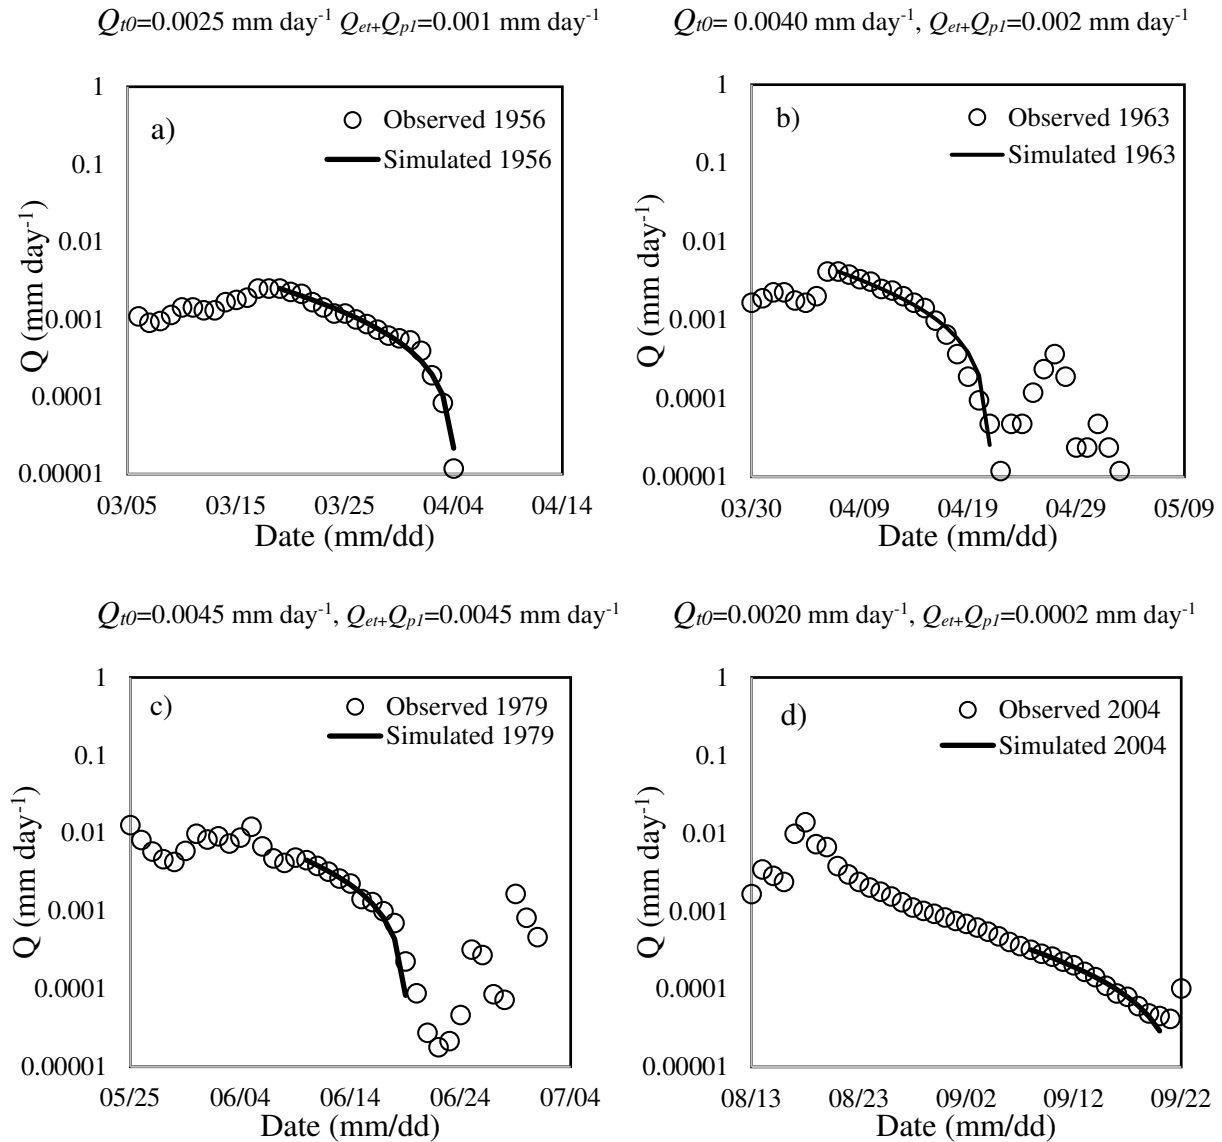 Qt0=0.0025 mm day-1 Qet+Qp1=0.001 mm day-1
a)
Observed 1956
Simulated 1956
1
0.1
0.01
0.001
0.0001
0.00001
Q (mm day-1)
03/05 03/15 03/25 04/04 04/14
Date (mm/dd)
Qt0= 0.0040 mm day-1, Qet+Qp1=0.002 mm day-1
b)
Observed 1963
Simulated 1963
1
0.1
0.01
0.001
0.0001
0.00001
Q (mm day-1)
03/30 04/09 04/19 04/29 05/09
Date (mm/dd)
Qt0=0.0045 mm day-1, Qet+Qp1=0.0045 mm day-1
c)
Observed 1979
Simulated 1979
1
0.1
0.01
0.001
0.0001
0.00001
Q (mm day-1)
05/25 06/04 06/14 06/24 07/04
Date (mm/dd)
Qt0=0.0020 mm day-1, Qet+Qp1=0.0002 mm day-1
d)
Observed 2004
Simulated 2004
1
0.1
0.01
0.001
0.0001
0.00001
Q (mm day-1)
08/13 08/23 09/02 09/12 09/22
Date (mm/dd)